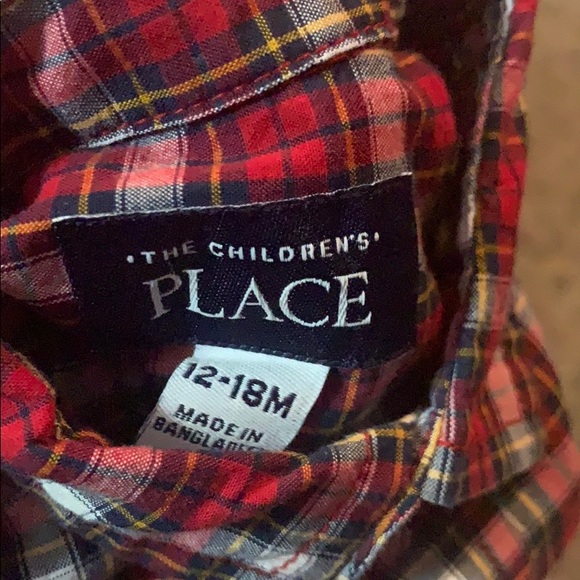 • THE CHILDREN'S •
PLACE
12-18M
MADE IN